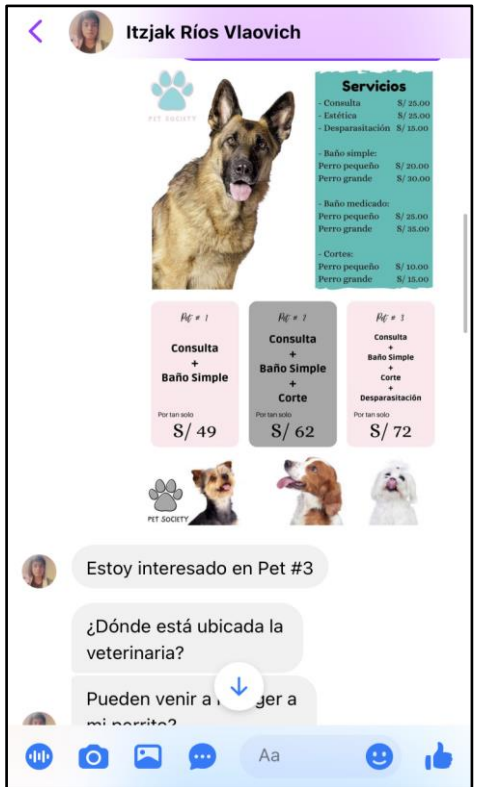 Itzjak Ríos Vlaovich
PET SOCIETY
Servicios
- Consulta S/ 25.00
- Estética S/ 25.00
- Desparasitación S/ 15.00
- Baño simple:
Perro pequeño S/ 20.00
Perro grande S/ 30.00
- Baño medicado:
Perro pequeño S/ 25.00
Perro grande S/ 35.00
- Cortes:
Perro pequeño S/ 10.00
Perro grande S/ 15.00
Pet # 1
Consulta
+
Baño Simple
Por tan solo
S/ 49
Pet # 2
Consulta
+
Baño Simple
+
Corte
Por tan solo
S/ 62
Pet # 3
Consulta
+
Baño Simple
+
Corte
+
Desparasitación
Por tan solo
S/ 72
PET SOCIETY
Estoy interesado en Pet #3
¿Dónde está ubicada la
veterinaria?
Pueden venir a ger a
mi perrito?
Aa